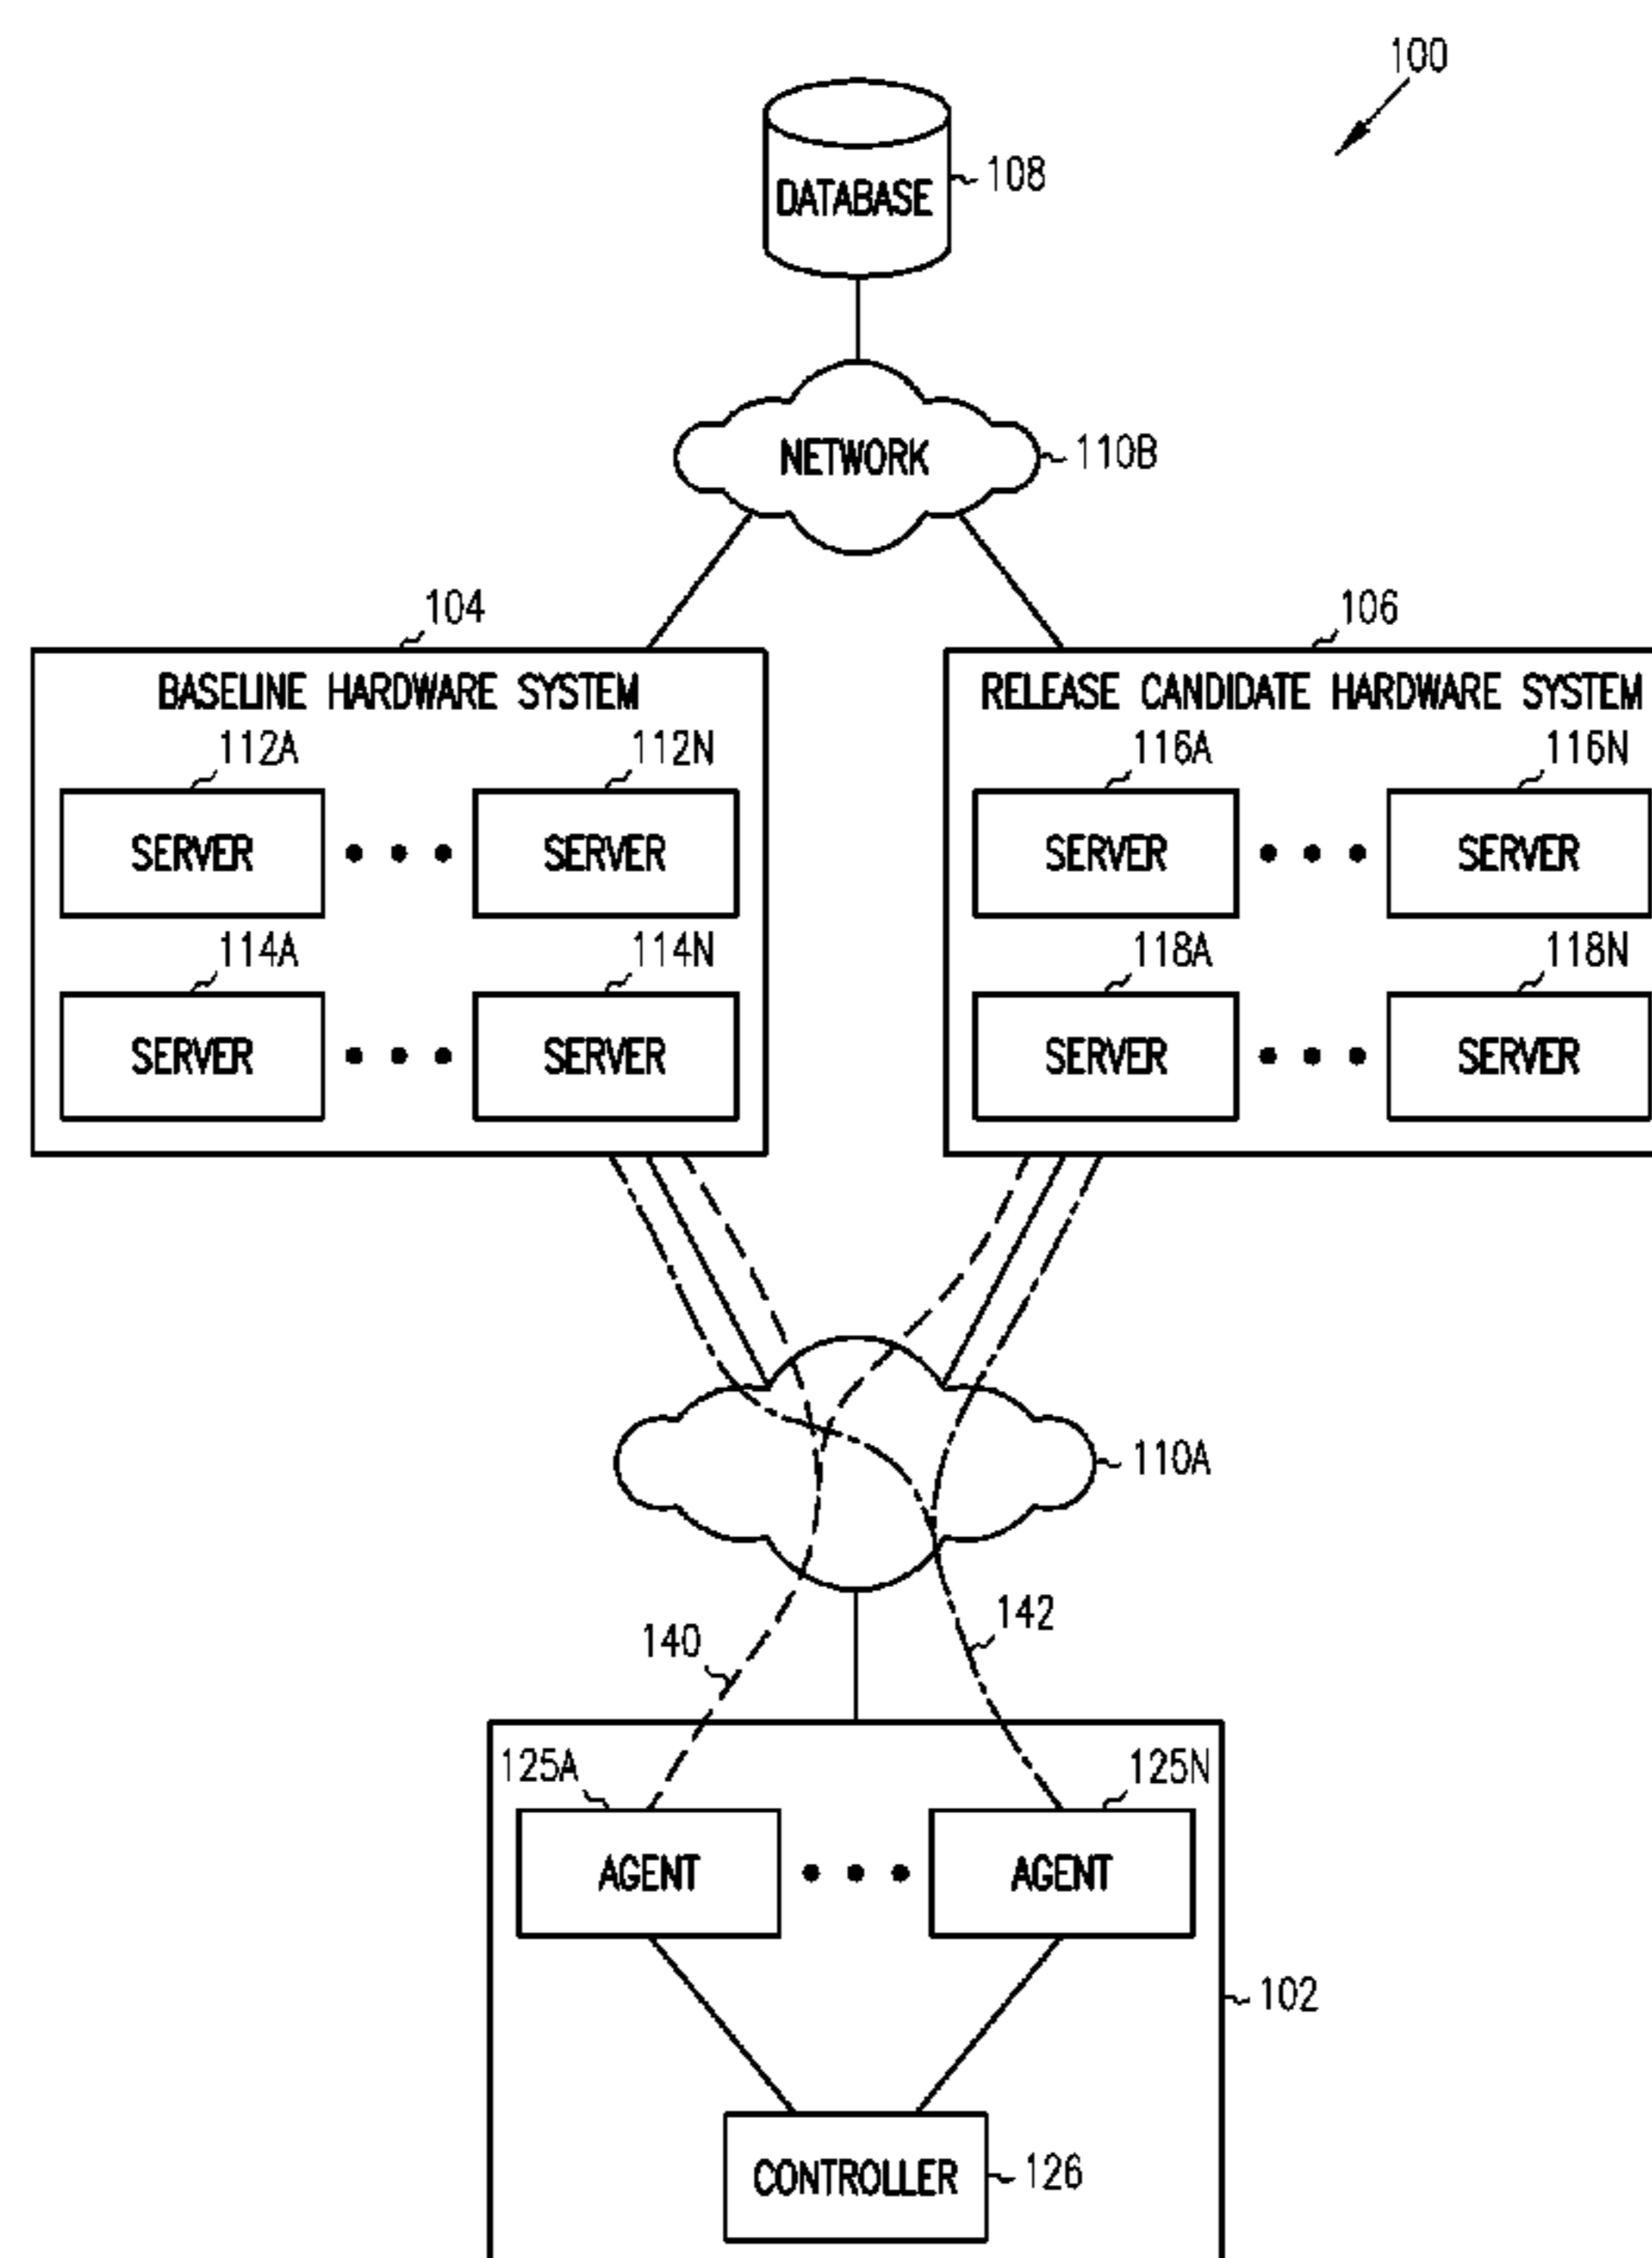 100
DATABASE
108
NETWORK
110B
104
106
BASELINE HARDWARE SYSTEM
RELEASE CANDIDATE HARDWARE SYSTEM
112A
112N
116A
116N
SERVER
SERVER
SERVER
SERVER
114A
114N
118A
118N
SERVER
SERVER
SERVER
SERVER
110A
140
142
125A
125N
AGENT
AGENT
102
CONTROLLER
126